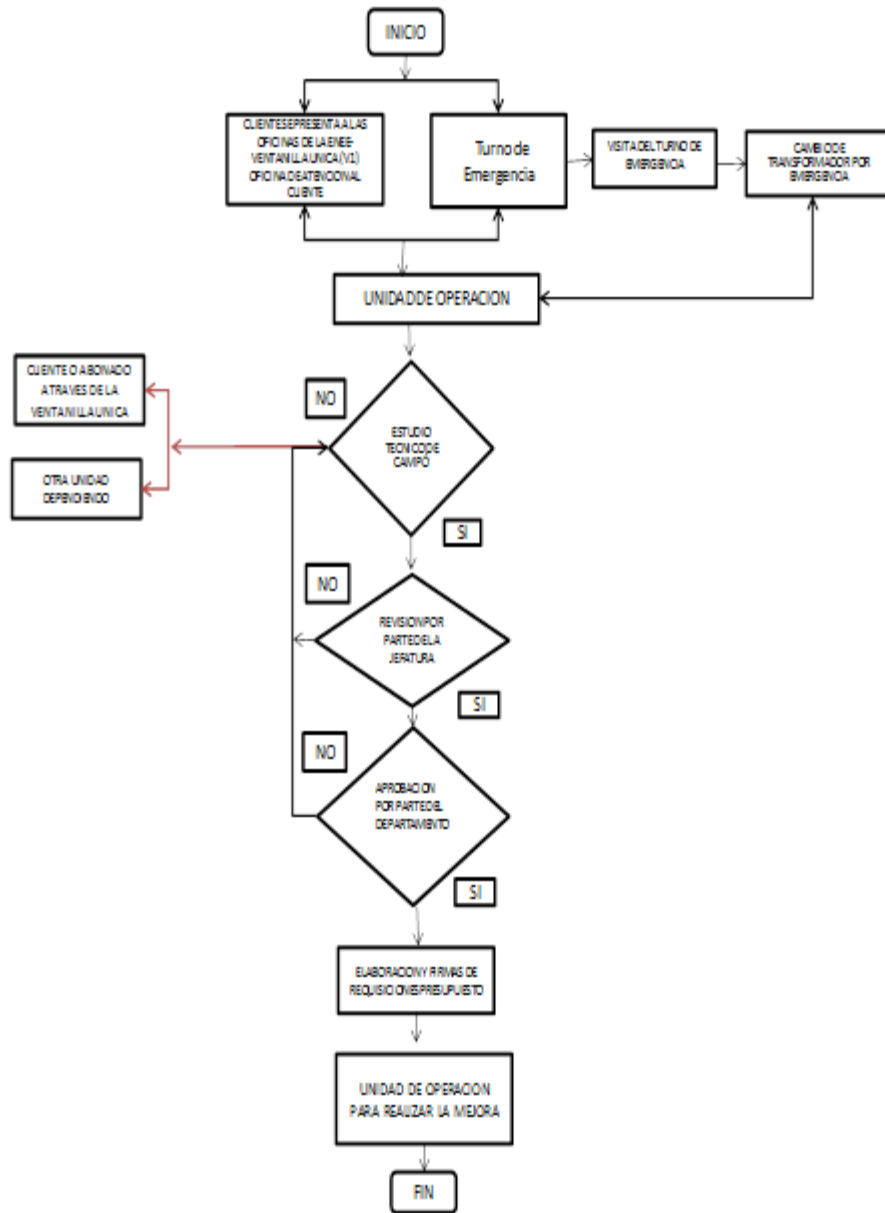 INICIO
CLIENTE SE PRESENTA A LAS
OFICINAS DE LA ENEE-
VENTANILLA UNICA (V1)
OFICINA DE ATENCION AL
CLIENTE
Turno de
Emergencia
VISITA DEL TURNO DE
EMERGENCIA
CAMBIO DE
TRANSFORMADOR POR
EMERGENCIA
UNIDAD DE OPERACION
CLIENTE O ABONADO
ATRAVES DE LA
VENTANILLA UNICA
NO
ESTUDIO
TECNICO DE
CAMPO
OTRA UNIDAD
DEPENDIENDO
SI
NO
REVISION POR
PARTE DE LA
JEFATURA
SI
NO
APROBACION
POR PARTE DEL
DEPARTAMENTO
SI
ELABORACION Y FIRMAS DE
REQUISICIONES PRESUPUESTO
UNIDAD DE OPERACION
PARA REALIZAR LA MEJORA
FIN